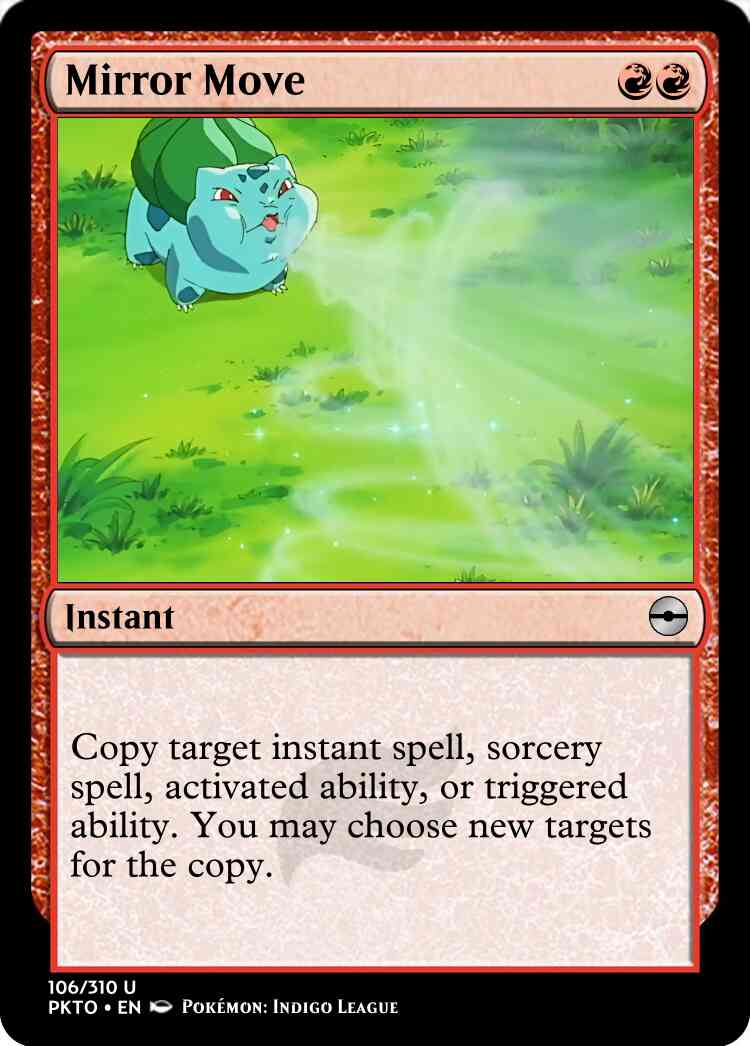 Mirror Move
Instant
Copy target instant spell, sorcery
spell, activated ability, or triggered
ability. You may choose new targets
for the copy.
106/310 U
PKTO • EN Pokémon: Indigo League